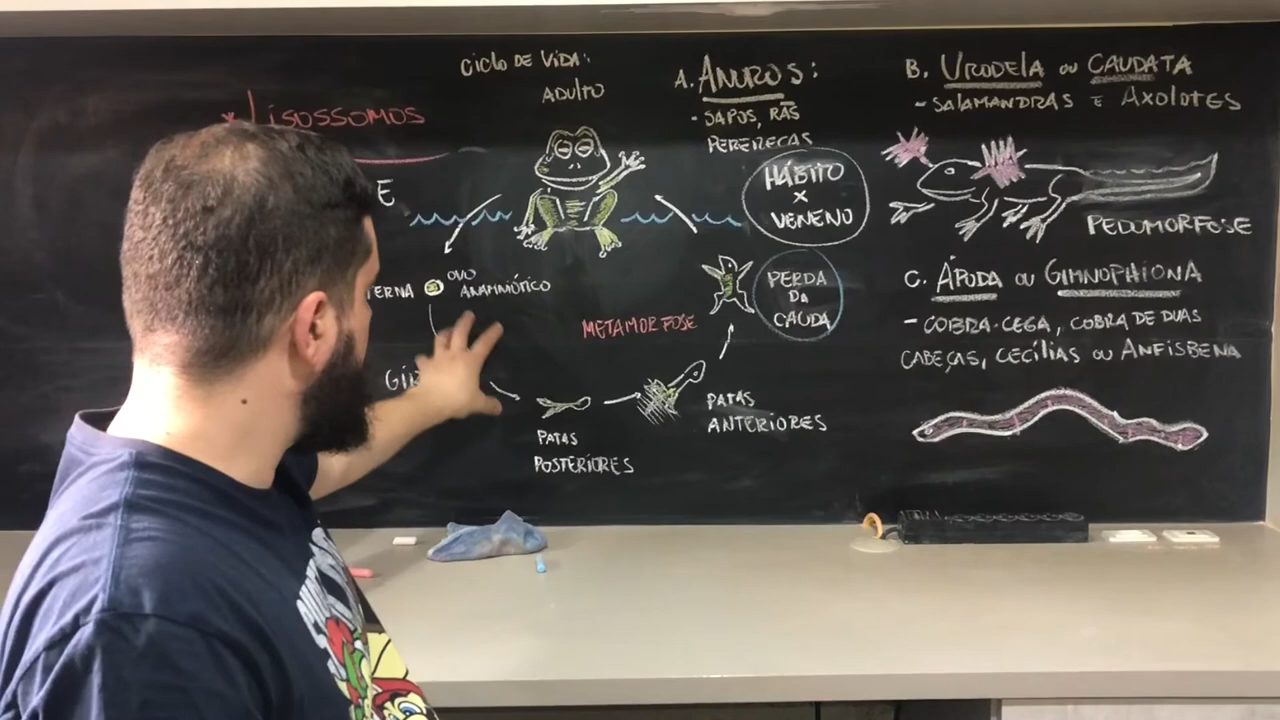 * Lisossomos
E
CICLO DE VIDA:
ADULTO
OVO
ANAMNIÓTICO
METAMORFOSE
PATAS
POSTERIORES
PATAS
ANTERIORES
PERDA
DA
CAUDA
A. ANUROS:
- SAPOS, RÃS
PERERECAS
HÁBITO
X
VENENO
B. URODELA OU CAUDATA
- SALAMANDRAS E AXOLOTES
PEDOMORFOSE
C. ÁPODA OU GIMNOPHIONA
- COBRA-CEGA, COBRA DE DUAS
CABEÇAS, CECÍLIAS OU ANFISBENA